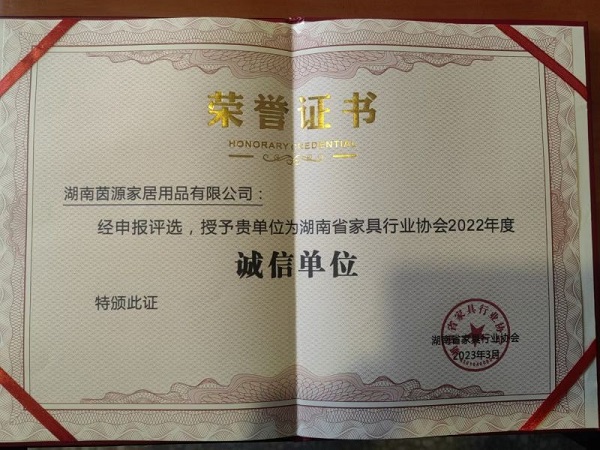 荣誉证书
HONORARY CREDENTIAL
湖南茵源家居用品有限公司：
经申报评选，授予贵单位为湖南省家具行业协会2022年度
诚信单位
特颁此证
湖南省家具行业协会
2023年3月